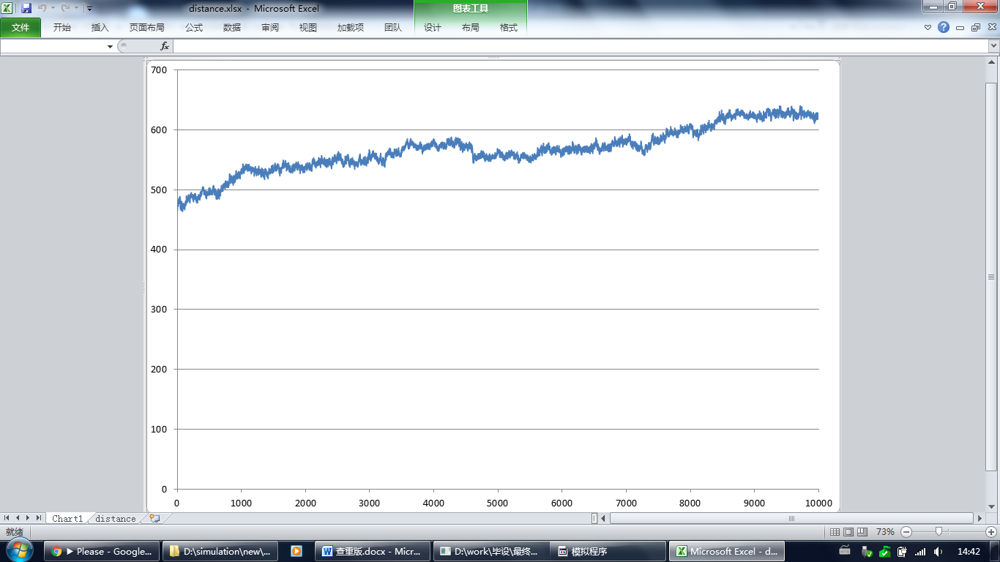 distance.xlsx - Microsoft Excel
图表工具
文件 开始 插入 页面布局 公式 数据 审阅 视图 加载项 团队 设计 布局 格式
fx
700
600
500
400
300
200
100
0
0 1000 2000 3000 4000 5000 6000 7000 8000 9000 10000
Chart1 distance
就绪 73%
▶ Please - Google... D:\simulation\new\... 查重版.docx - Micr... D:\work\毕设\最终... 模拟程序 Microsoft Excel - d... 14:42